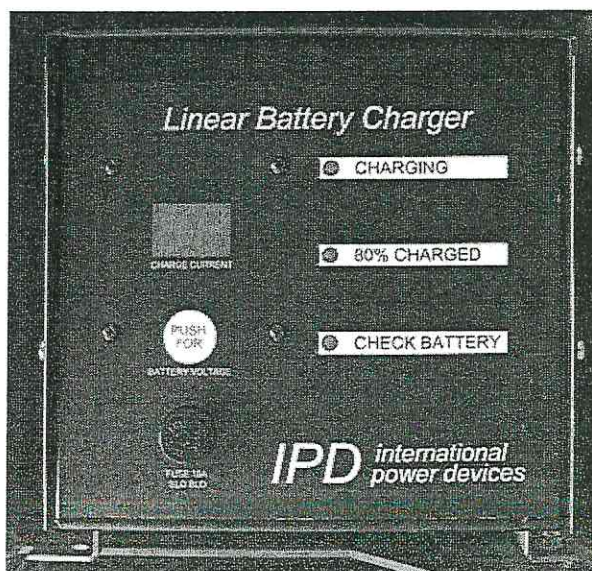 Linear Battery Charger
CHARGING
CHARGE CURRENT
80% CHARGED
PUSH
FOR
BATTERY VOLTAGE
CHECK BATTERY
FUSE
SLO BLO
IPD international
power devices